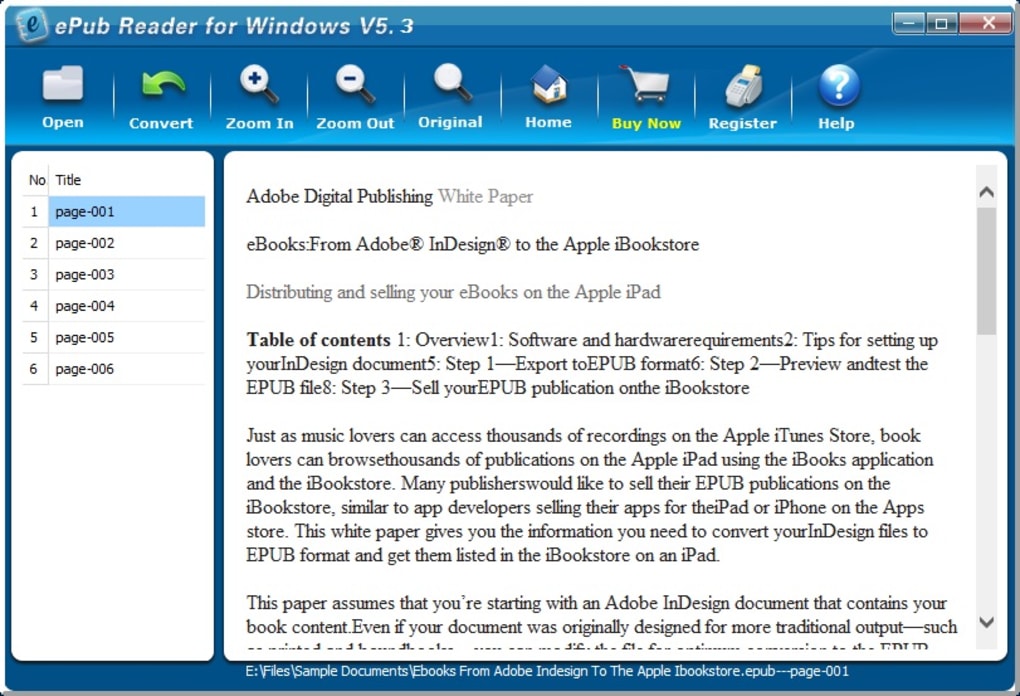 ePub Reader for Windows V5. 3
Open Convert Zoom In Zoom Out Original Home Buy Now Register Help
No Title
1 page-001
2 page-002
3 page-003
4 page-004
5 page-005
6 page-006
Adobe Digital Publishing White Paper
eBooks:From Adobe® InDesign® to the Apple iBookstore
Distributing and selling your eBooks on the Apple iPad
Table of contents 1: Overview1: Software and hardwarerequirements2: Tips for setting up
yourInDesign document5: Step 1—Export toEPUB format6: Step 2—Preview andtest the
EPUB file8: Step 3—Sell yourEPUB publication onthe iBookstore
Just as music lovers can access thousands of recordings on the Apple iTunes Store, book
lovers can browsethousands of publications on the Apple iPad using the iBooks application
and the iBookstore. Many publisherswould like to sell their EPUB publications on the
iBookstore, similar to app developers selling their apps for theiPad or iPhone on the Apps
store. This white paper gives you the information you need to convert yourInDesign files to
EPUB format and get them listed in the iBookstore on an iPad.
This paper assumes that you’re starting with an Adobe InDesign document that contains your
book content.Even if your document was originally designed for more traditional output—such
E:\Files\Sample Documents\Ebooks From Adobe Indesign To The Apple Ibookstore.epub---page-001